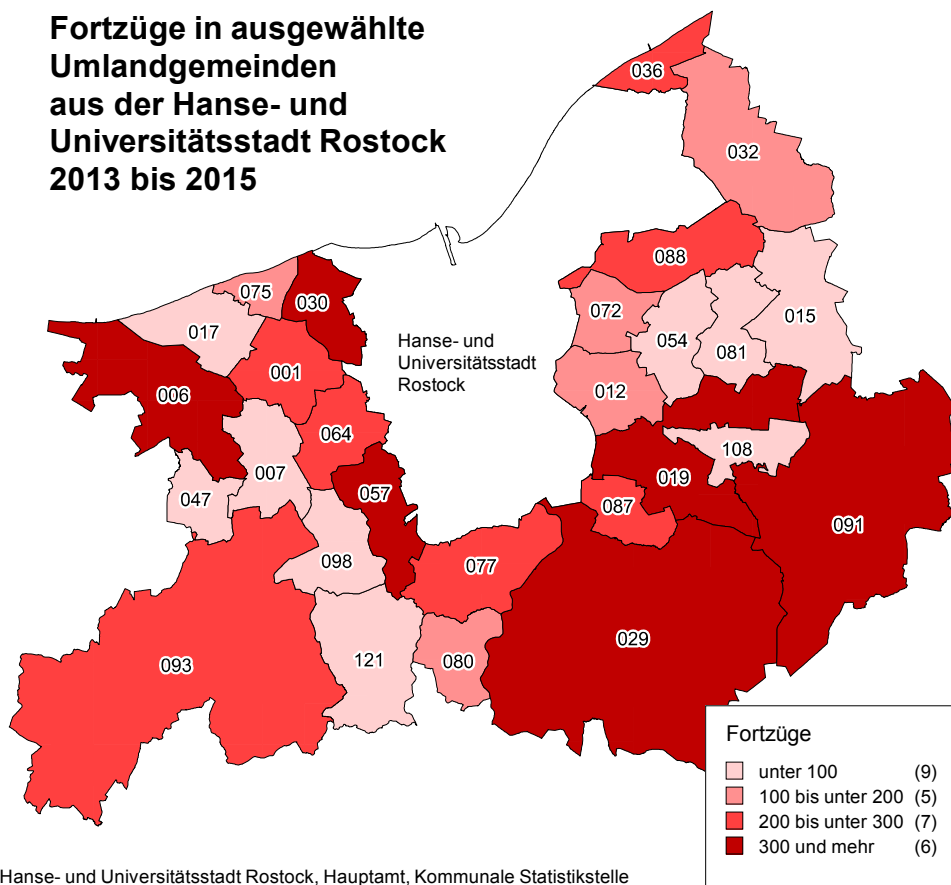 Fortzüge in ausgewählte
Umlandgemeinden
aus der Hanse- und
Universitätsstadt Rostock
2013 bis 2015
036
032
088
075
030
072
015
017
054
081
Hanse- und
Universitätsstadt
Rostock
001
006
012
064
108
007
019
057
047
087
091
098
077
029
093
121
080
Fortzüge
unter 100 (9)
100 bis unter 200 (5)
200 bis unter 300 (7)
300 und mehr (6)
Hanse- und Universitätsstadt Rostock, Hauptamt, Kommunale Statistikstelle